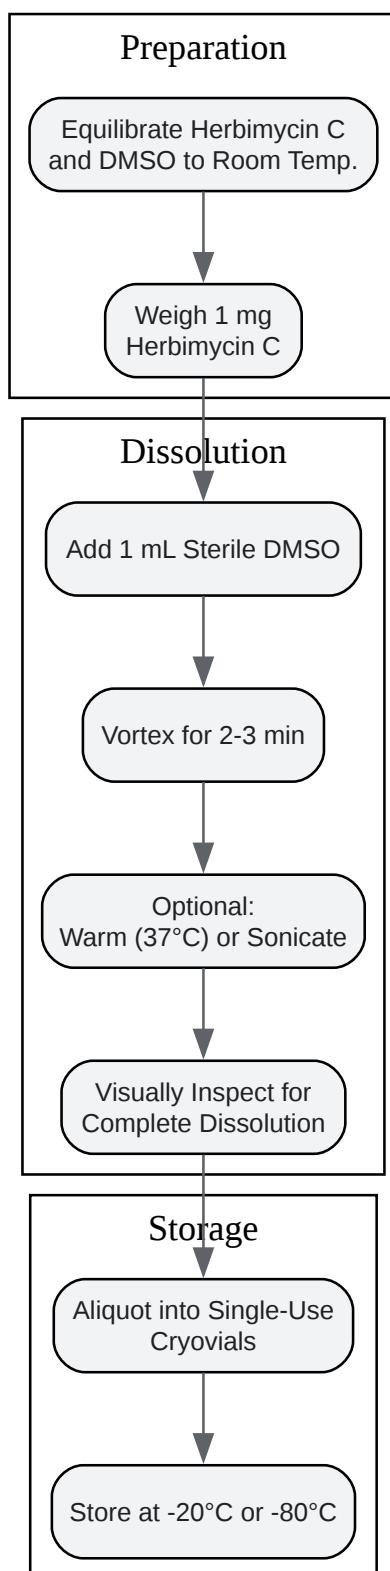 Preparation
Equilibrate Herbimycin C
and DMSO to Room Temp.
Weigh 1 mg
Herbimycin C
Dissolution
Add 1 mL Sterile DMSO
Vortex for 2-3 min
Optional:
Warm (37°C) or Sonicate
Visually Inspect for
Complete Dissolution
Storage
Aliquot into Single-Use
Cryovials
Store at -20°C or -80°C